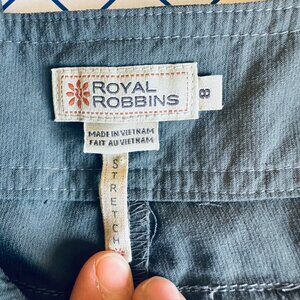 ROYAL
ROBBINS
8
MADE IN VIETNAM
FAIT AU VIETNAM
STRETCH